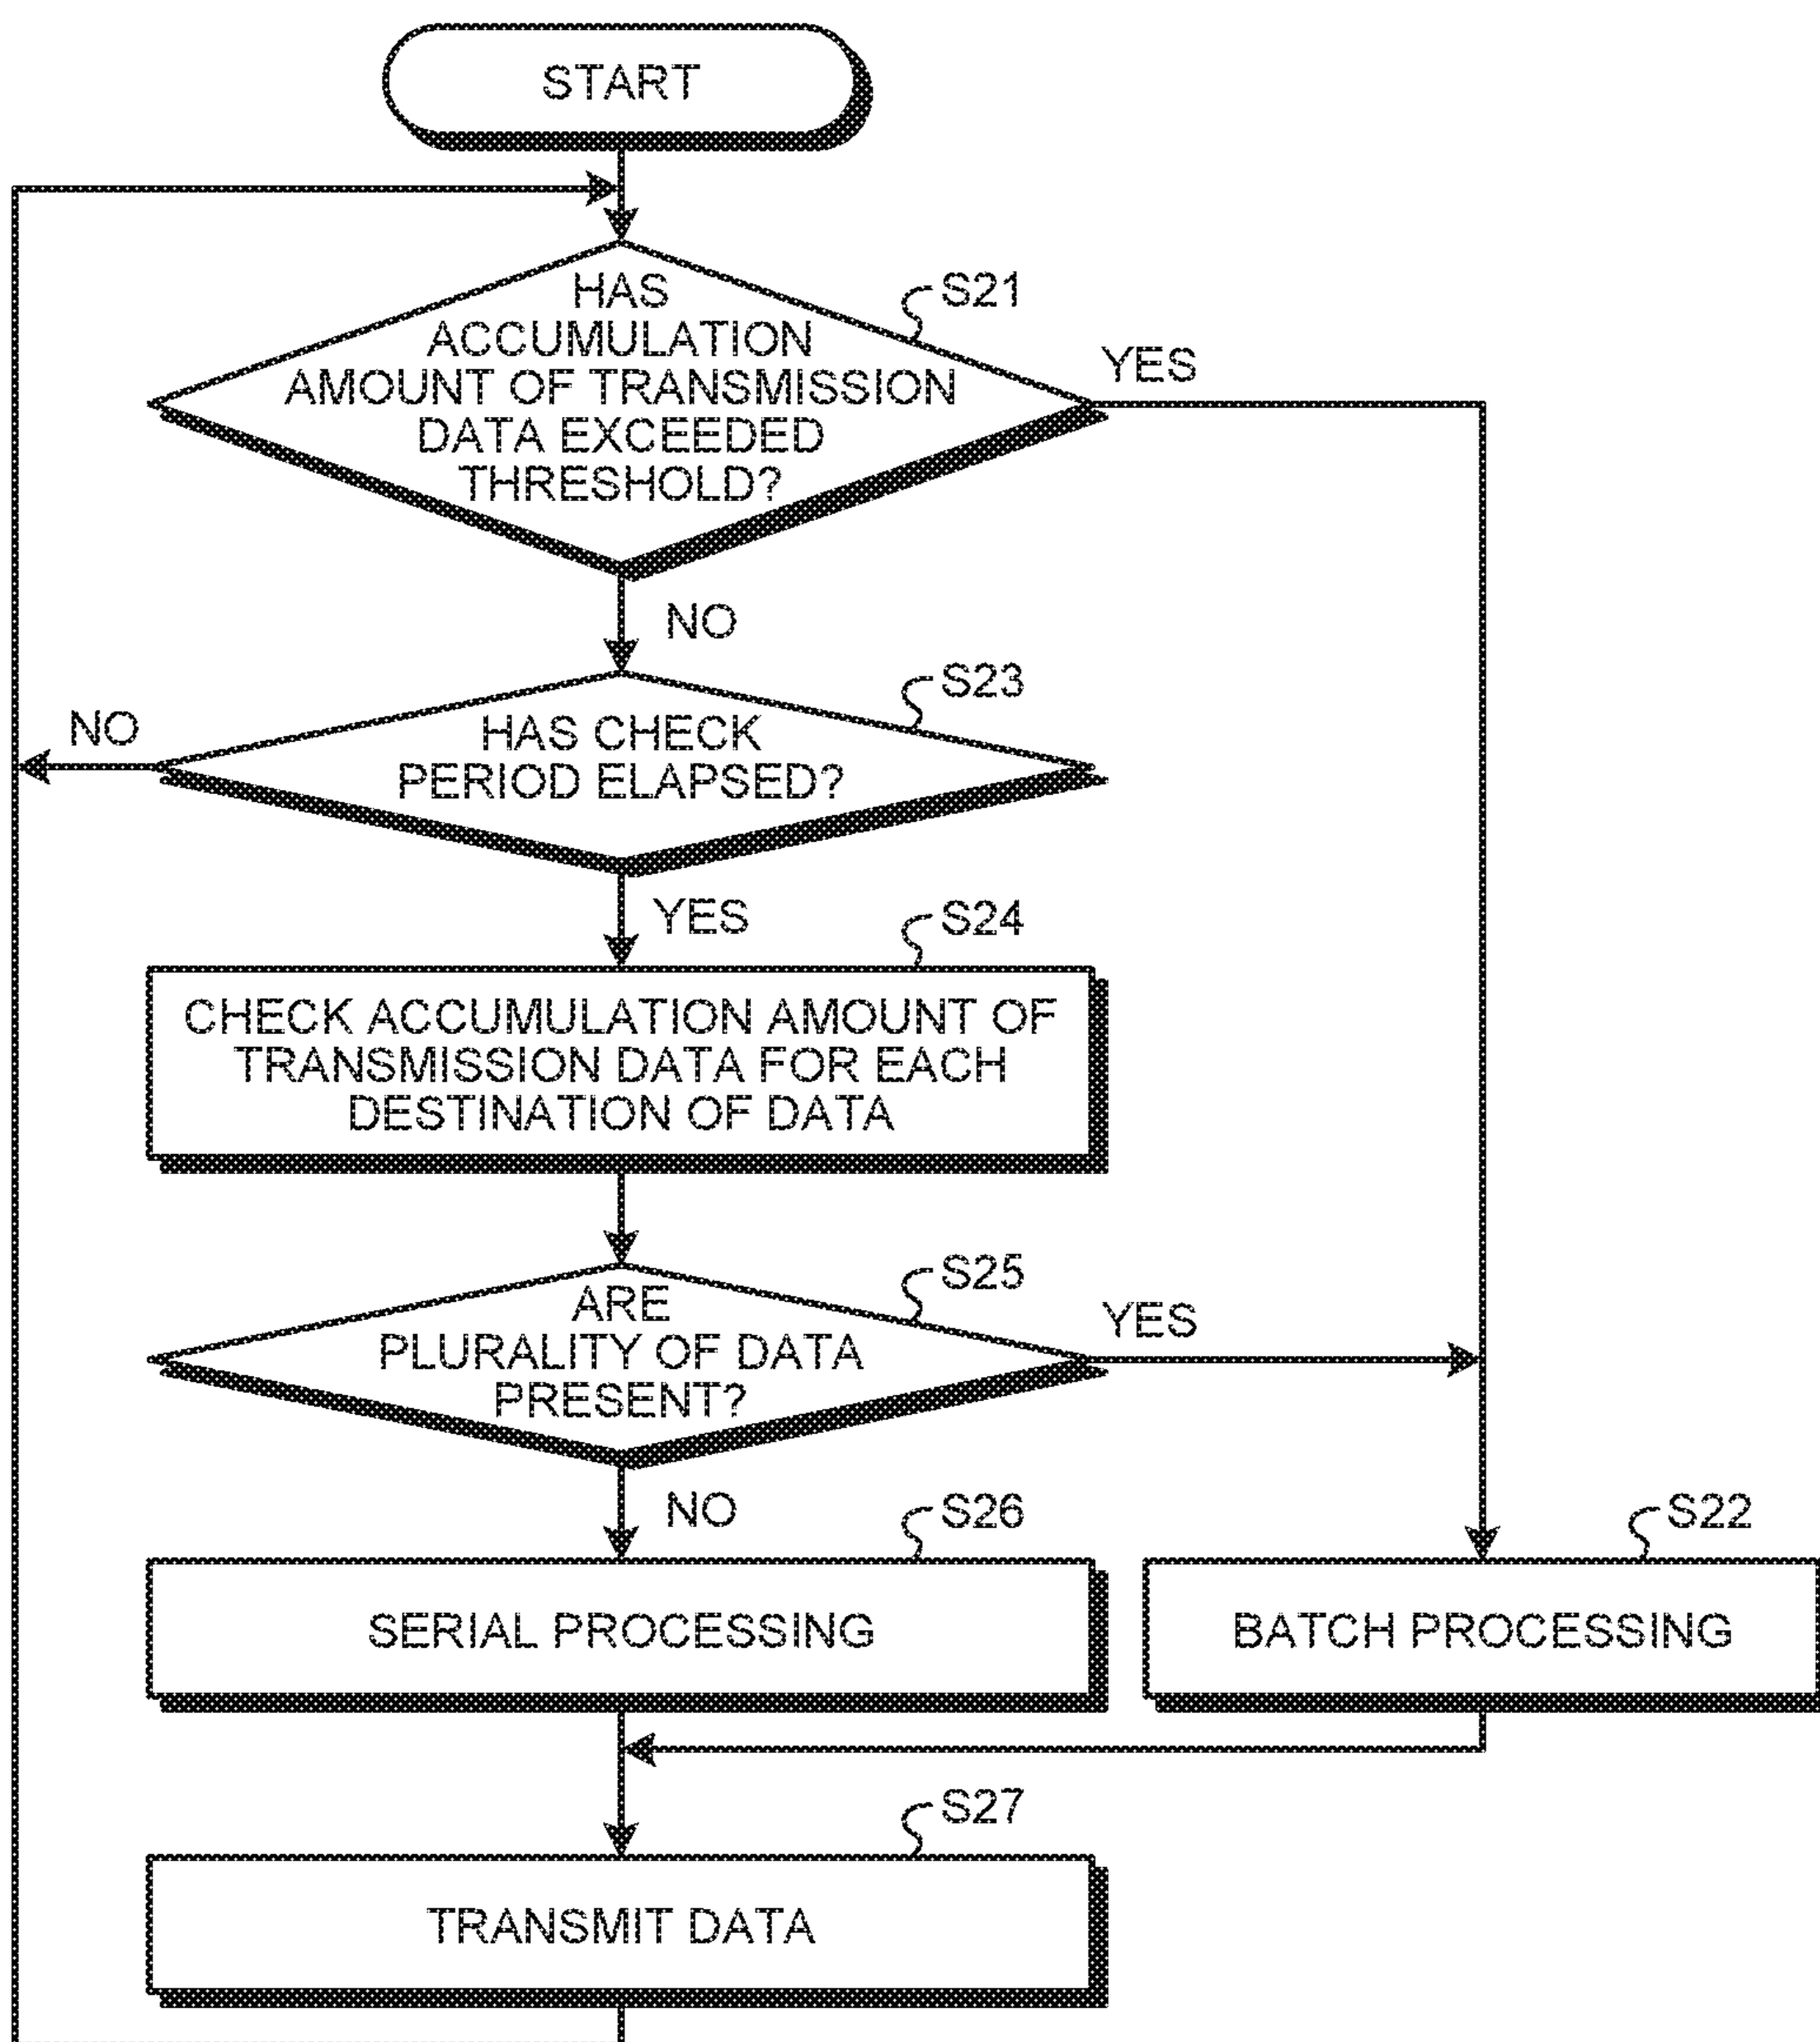 START
HAS
ACCUMULATION
AMOUNT OF TRANSMISSION
DATA EXCEEDED
THRESHOLD?
S21
YES
NO
HAS CHECK
PERIOD ELAPSED?
S23
NO
YES
S24
CHECK ACCUMULATION AMOUNT OF
TRANSMISSION DATA FOR EACH
DESTINATION OF DATA
ARE
PLURALITY OF DATA
PRESENT?
S25
YES
NO
S26
SERIAL PROCESSING
S22
BATCH PROCESSING
S27
TRANSMIT DATA